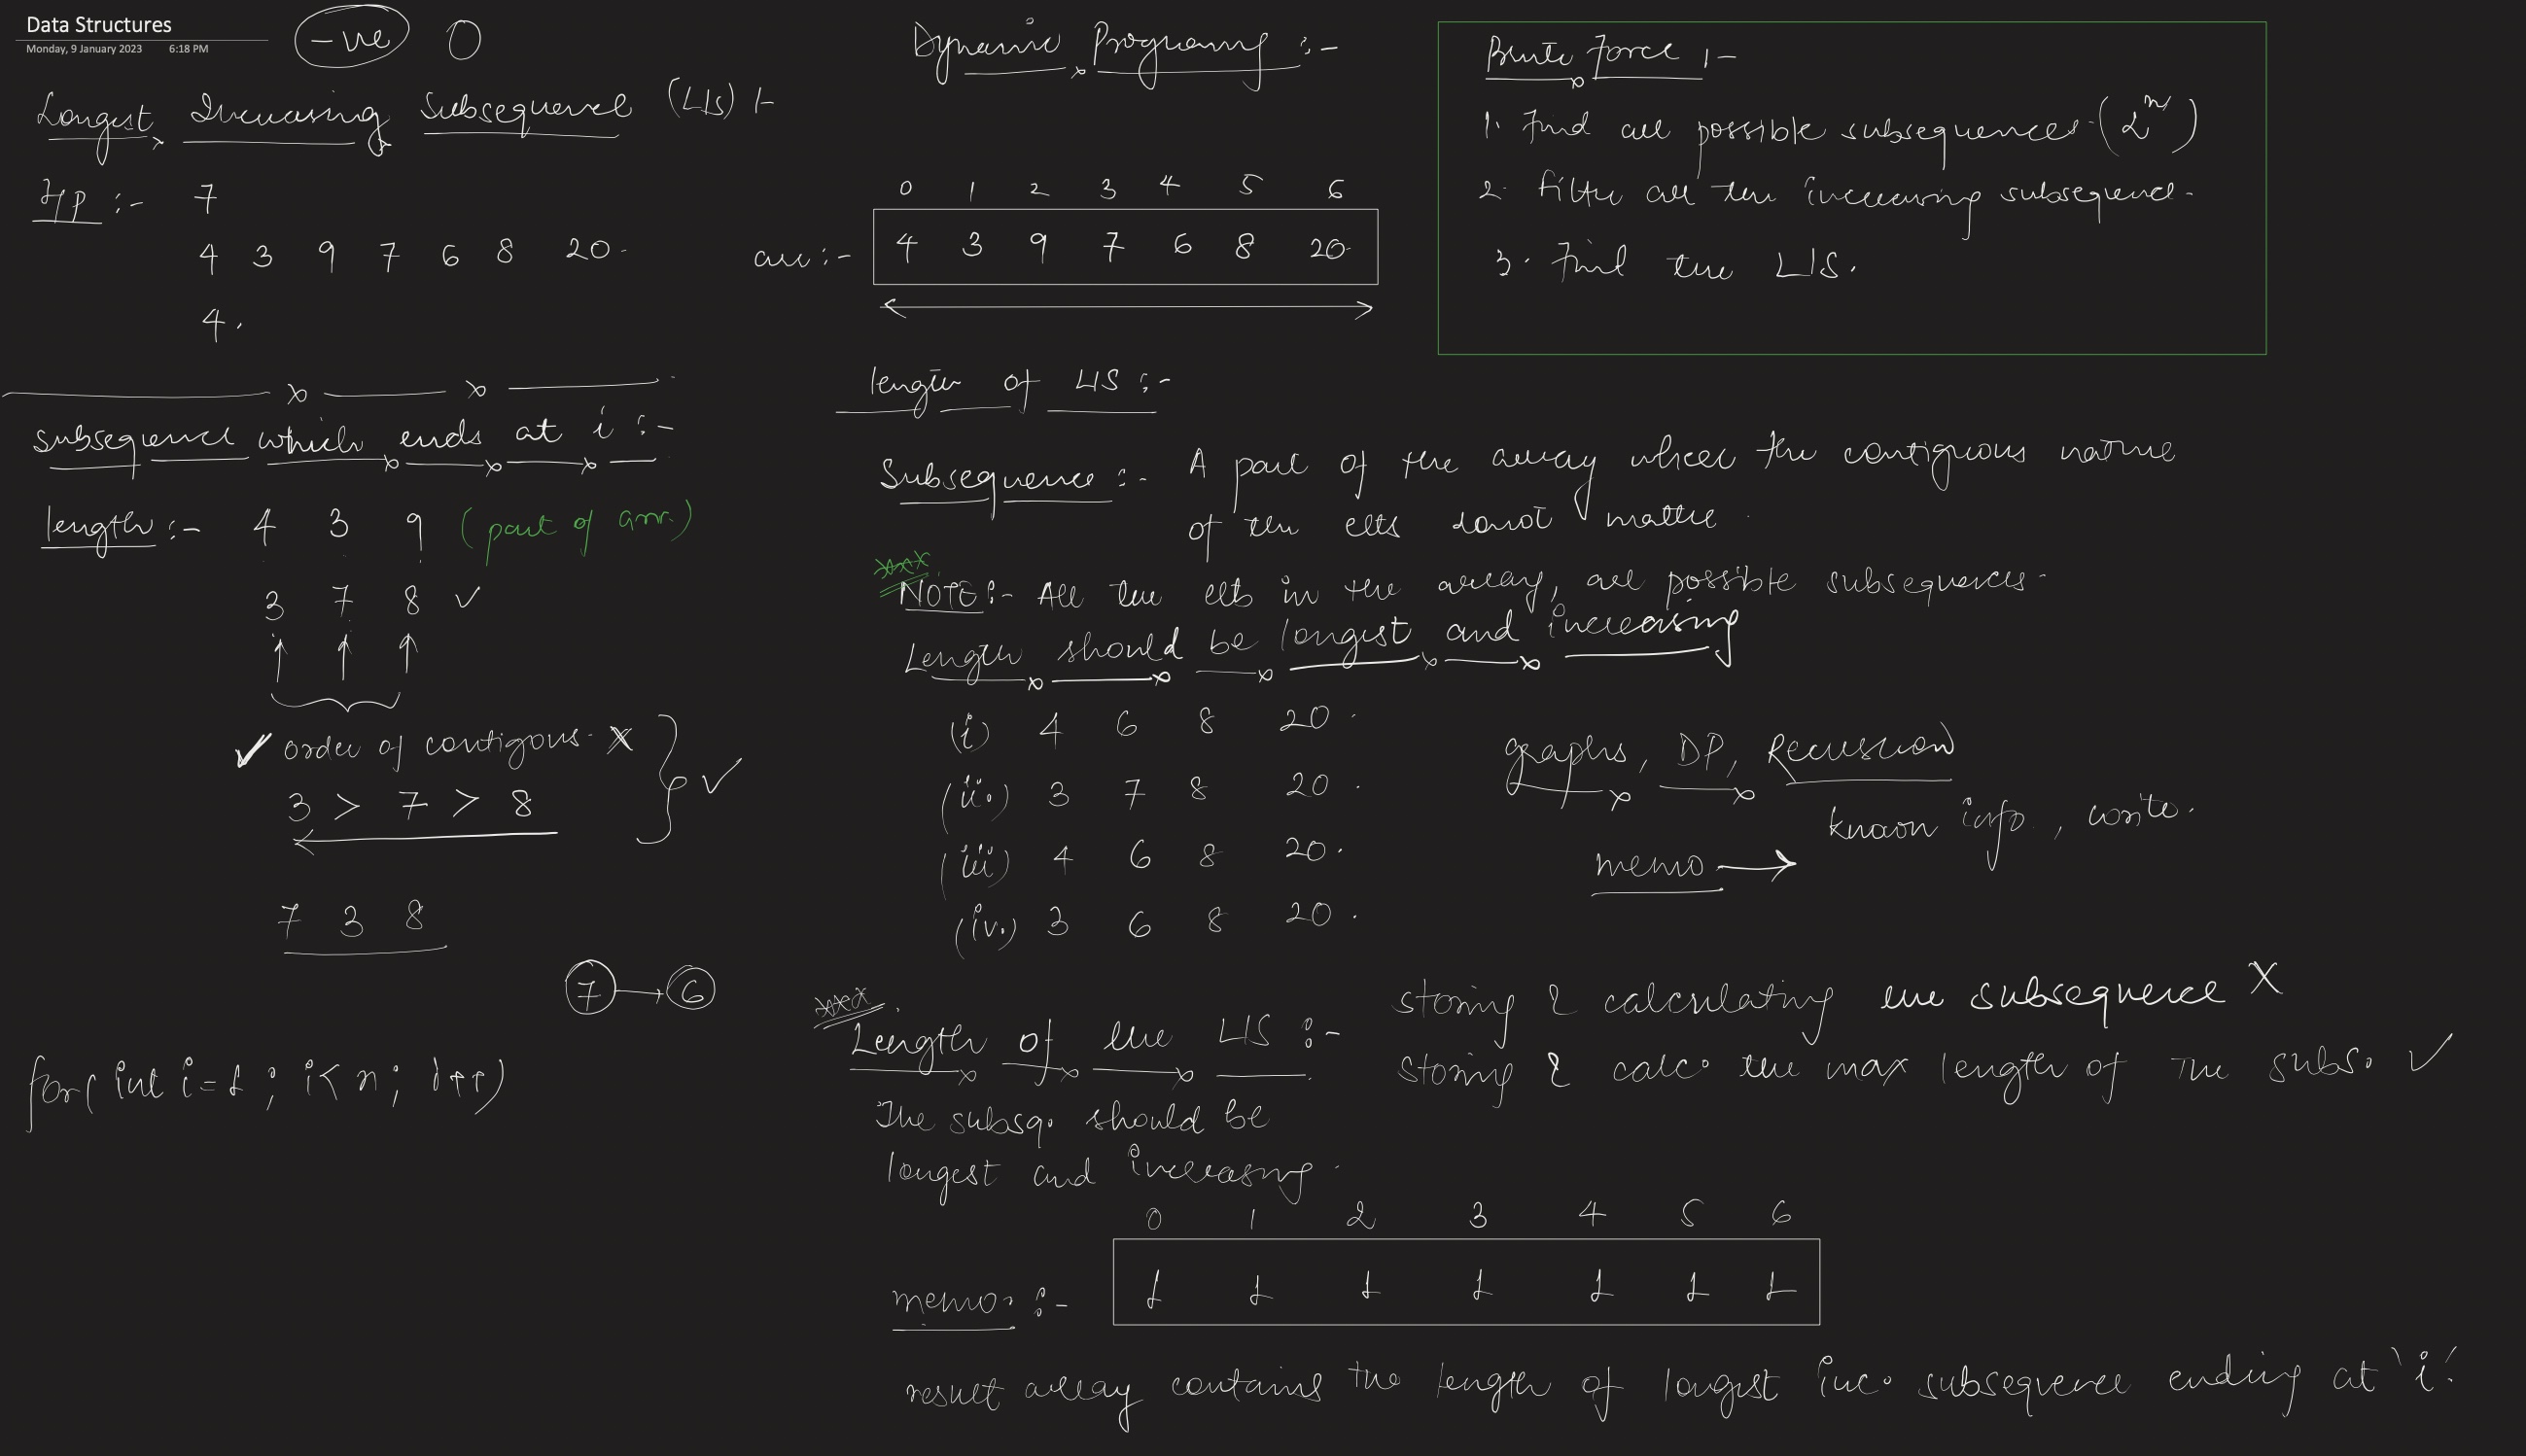 Data Structures
Monday, 9 January 2023 6:18 PM
-ve 0
Longest Increasing Subsequence (LIS) :-
I/p :- 7
4 3 9 7 6 8 20.
4.
subsequence which ends at i :-
length :- 4 3 9 (part of arr.)
3 7 8 ✓
✓ order of contigous. X
3 > 7 > 8
✓
7 3 8
7 → 6
for( int i=1 ; i< n ; i++)
Dynamic Programing :-
0 1 2 3 4 5 6
arr :- 4 3 9 7 6 8 20.
length of LIS :-
Subsequence :- A part of the array where the contiguous nature
of the elts donot matter.
NOTE :- All the elts in the array, are possible subsequences.
Length should be longest and increasing
(i) 4 6 8 20.
(ii.) 3 7 8 20.
(iii) 4 6 8 20.
(iv.) 3 6 8 20.
Length of the LIS :-
The subsq. should be
longest and increasing.
0 1 2 3 4 5 6
memo. :- 1 1 1 1 1 1 1
result array contains the length of longest inc. subsequence ending at 'i'.
Brute Force :-
1. Find all possible subsequences. (2^n)
2. Filter all the increasing subsequence.
3. Find the LIS.
graphs, DP, Recursion
known info., write.
memo →
storing & calculating the subsequence X
storing & calc. the max length of the subs. ✓